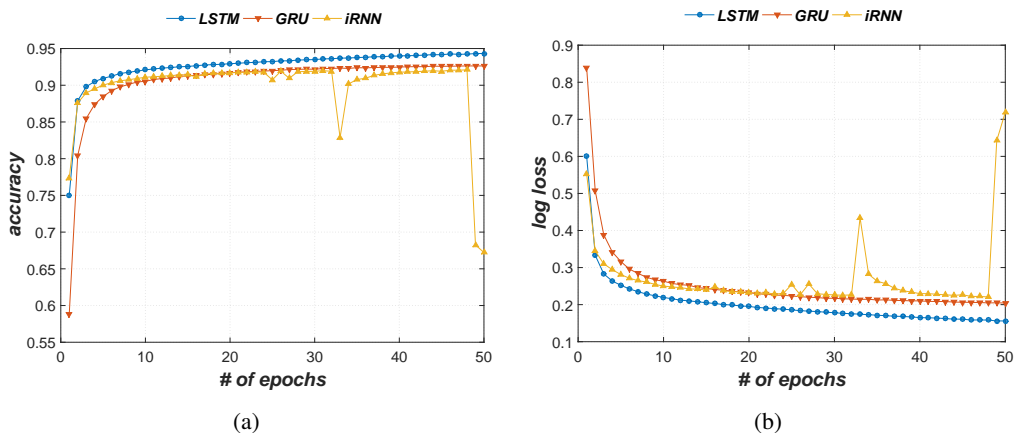 LSTM GRU iRNN
0.95
0.9
0.85
0.8
0.75
0.7
0.65
0.6
0.55
accuracy
0 10 20 30 40 50
# of epochs
(a)
LSTM GRU iRNN
0.9
0.8
0.7
0.6
0.5
0.4
0.3
0.2
0.1
log loss
0 10 20 30 40 50
# of epochs
(b)